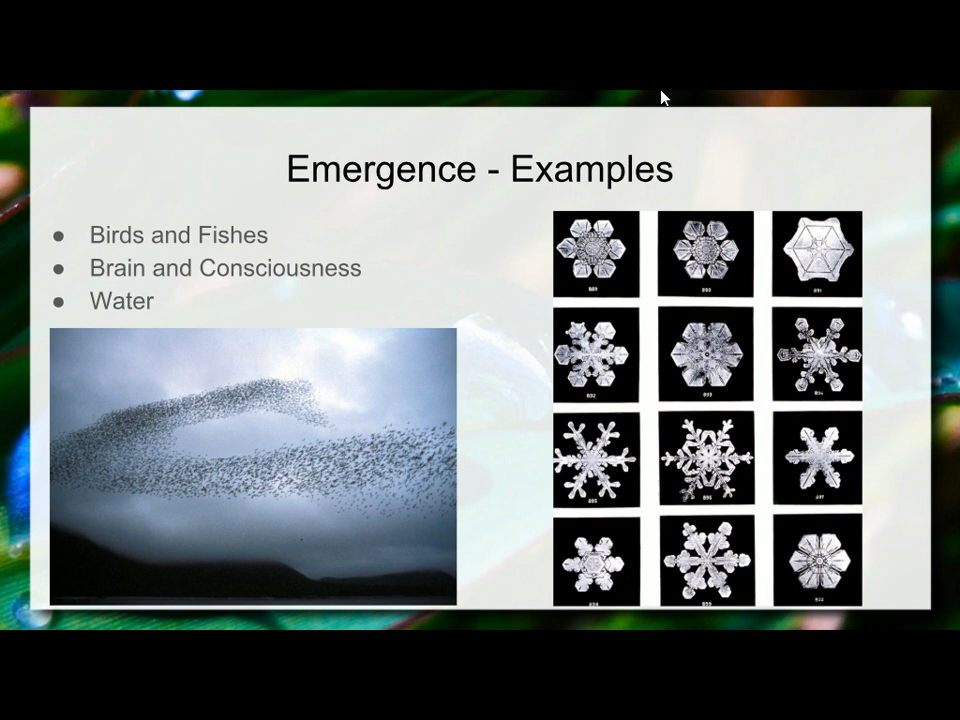 Emergence - Examples
● Birds and Fishes
● Brain and Consciousness
● Water